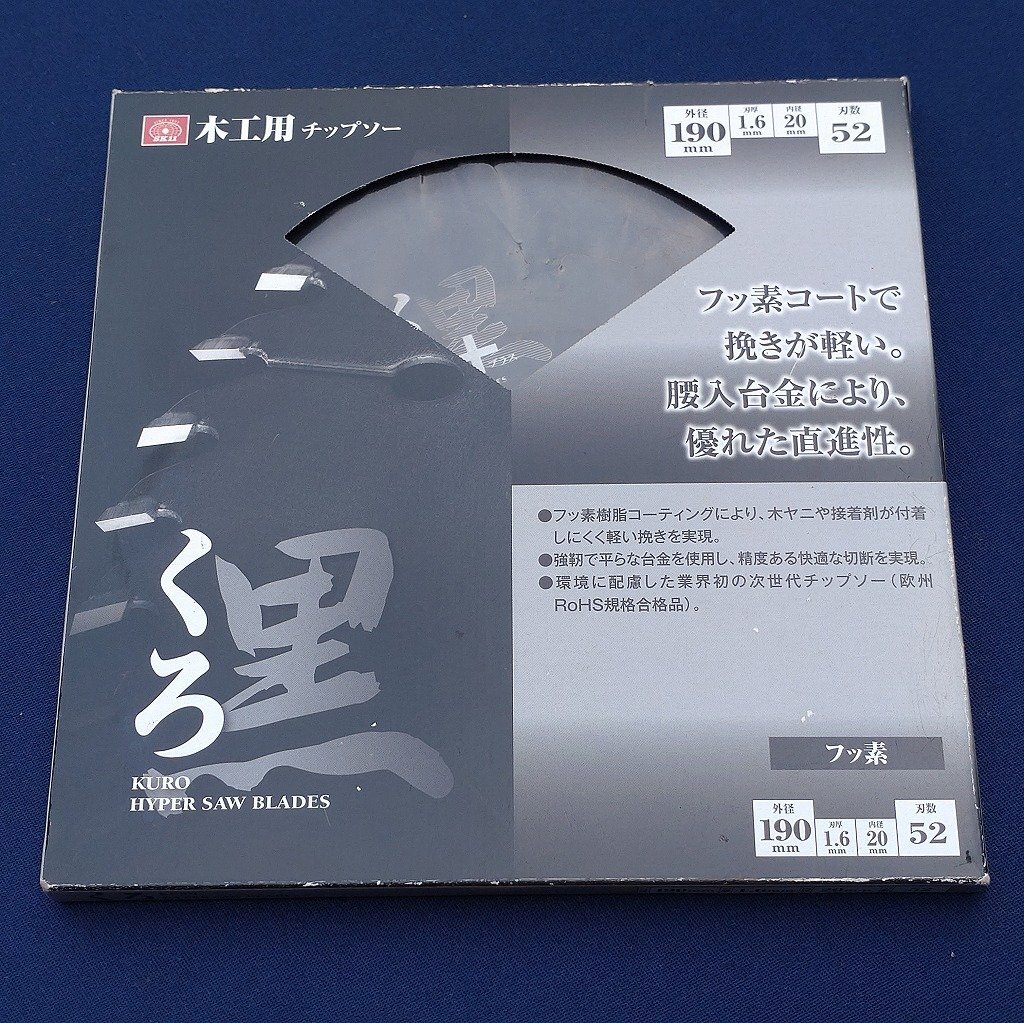 SK11
木工用 チップソー
外径 刃厚 内径 刃数
190 1.6 20 52
mm mm mm
プラス
フッ素コートで
挽きが軽い。
腰入台金により、
優れた直進性。
●フッ素樹脂コーティングにより、木ヤニや接着剤が付着
しにくく軽い挽きを実現。
●強靭で平らな台金を使用し、精度ある快適な切断を実現。
●環境に配慮した業界初の次世代チップソー（欧州
RoHS規格合格品）。
くろ
黒
KURO
HYPER SAW BLADES
フッ素
外径 刃厚 内径 刃数
190 1.6 20 52
mm mm mm